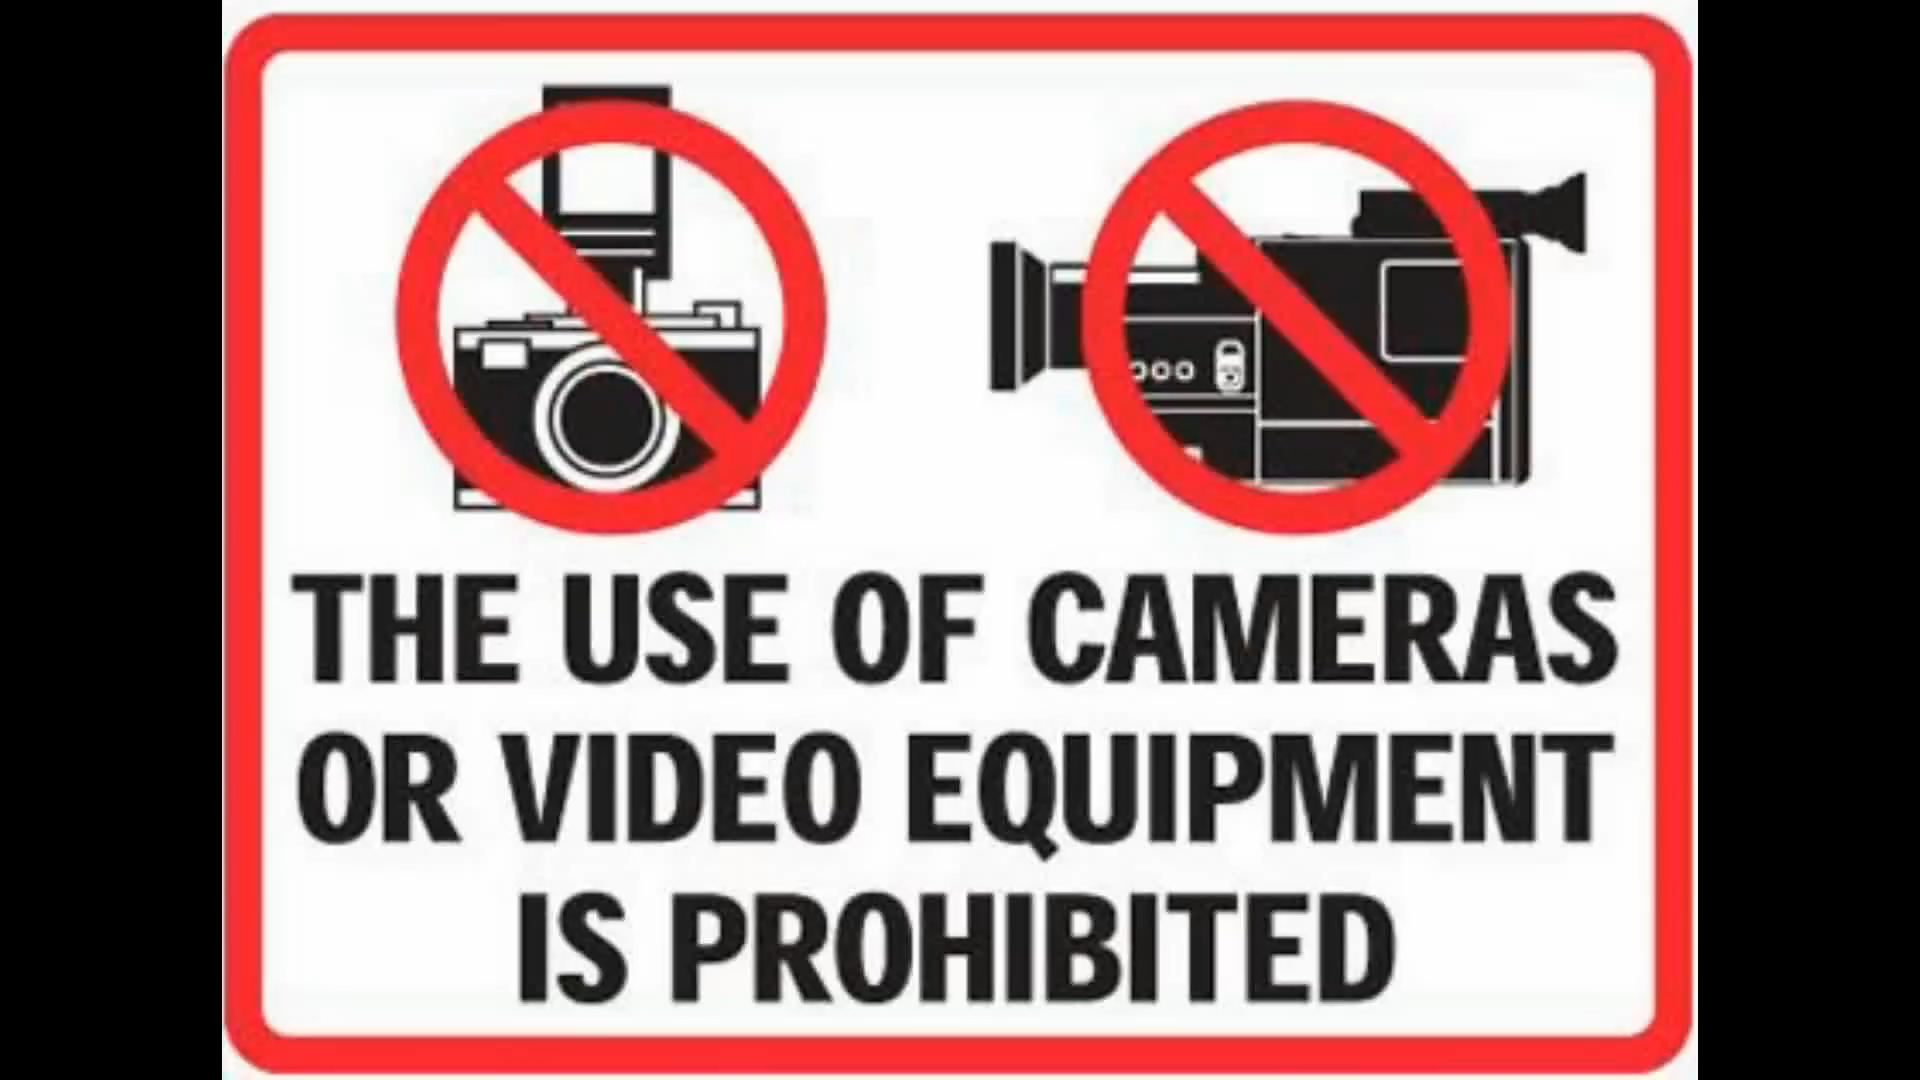 THE USE OF CAMERAS
OR VIDEO EQUIPMENT
IS PROHIBITED